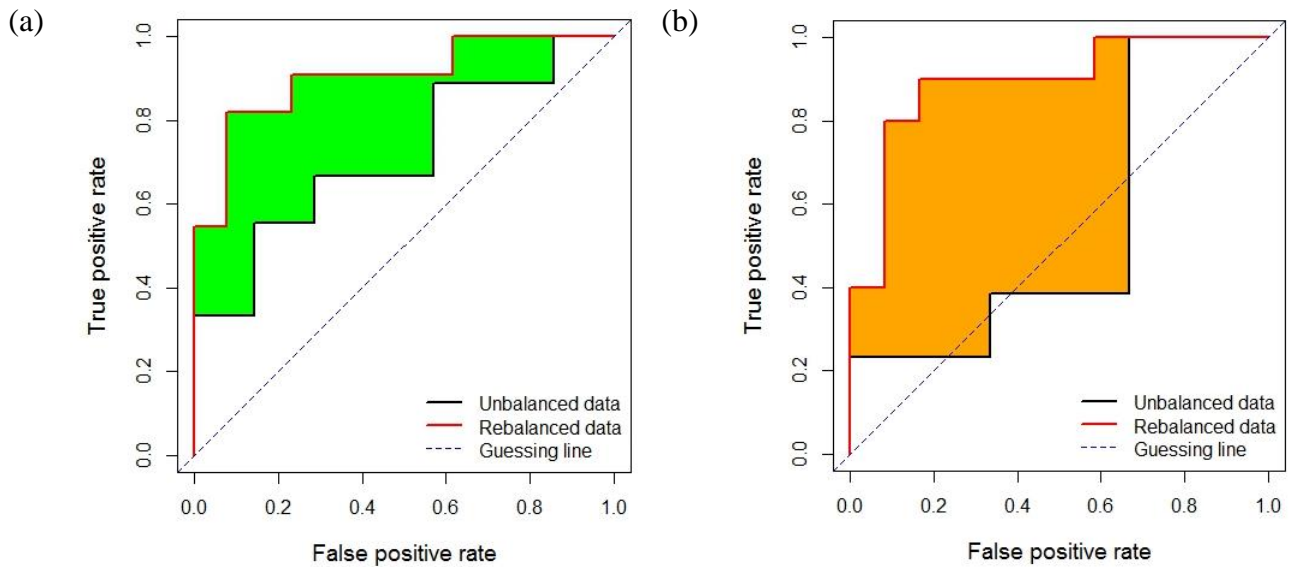 (a)
True positive rate
1.0
0.8
0.6
0.4
0.2
0.0
Unbalanced data
Rebalanced data
Guessing line
0.0 0.2 0.4 0.6 0.8 1.0
False positive rate
(b)
True positive rate
1.0
0.8
0.6
0.4
0.2
0.0
Unbalanced data
Rebalanced data
Guessing line
0.0 0.2 0.4 0.6 0.8 1.0
False positive rate